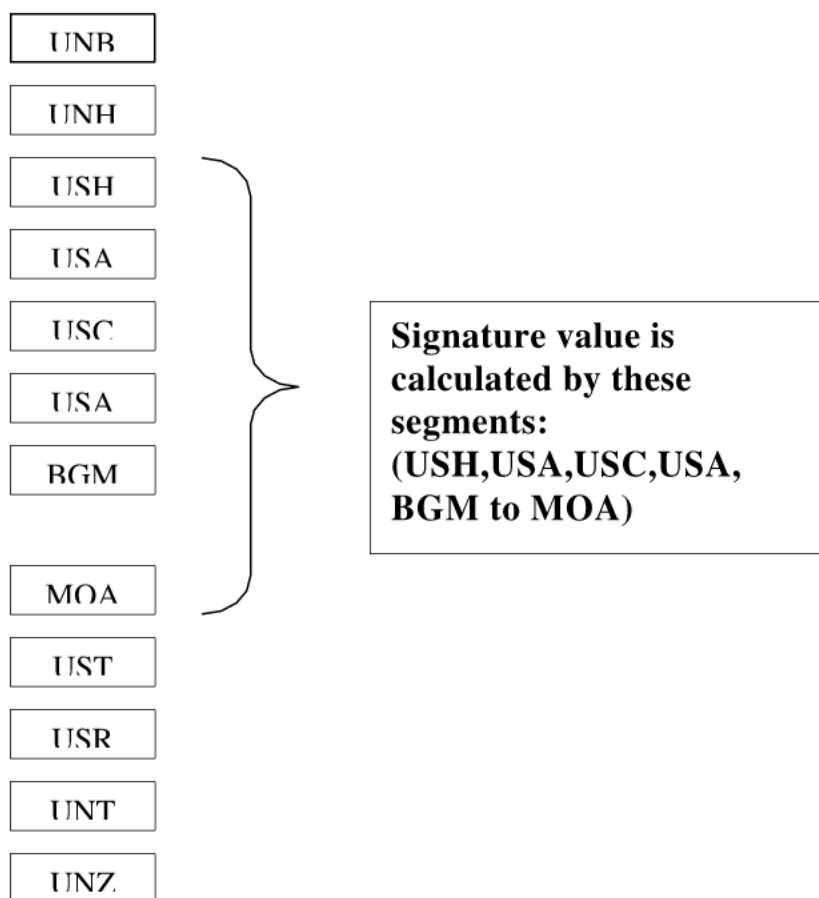 UNB
UNH
USH
USA
USC
USA
BGM
Signature value is
calculated by these
segments:
(USH,USA,USC,USA,
BGM to MOA)
MOA
UST
USR
UNT
UNZ